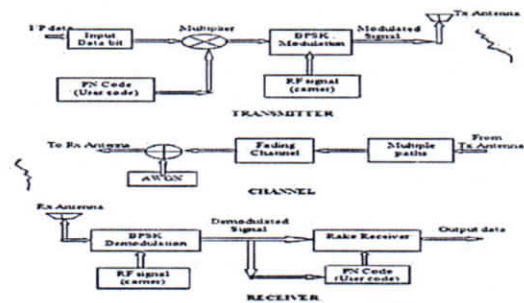 I/P data
Input
Data bit
Multiplier
BPSK
Modulation
Modulated
Signal
Tx Antenna
PN Code
(User code)
RF signal
(carrier)
TRANSMITTER
To Rx Antenna
Fading
Channel
Multiple
paths
From
Tx Antenna
AWGN
CHANNEL
Rx Antenna
BPSK
Demodulation
Demodulated
Signal
Rake Receiver
Output data
RF signal
(carrier)
PN Code
(User code)
RECEIVER